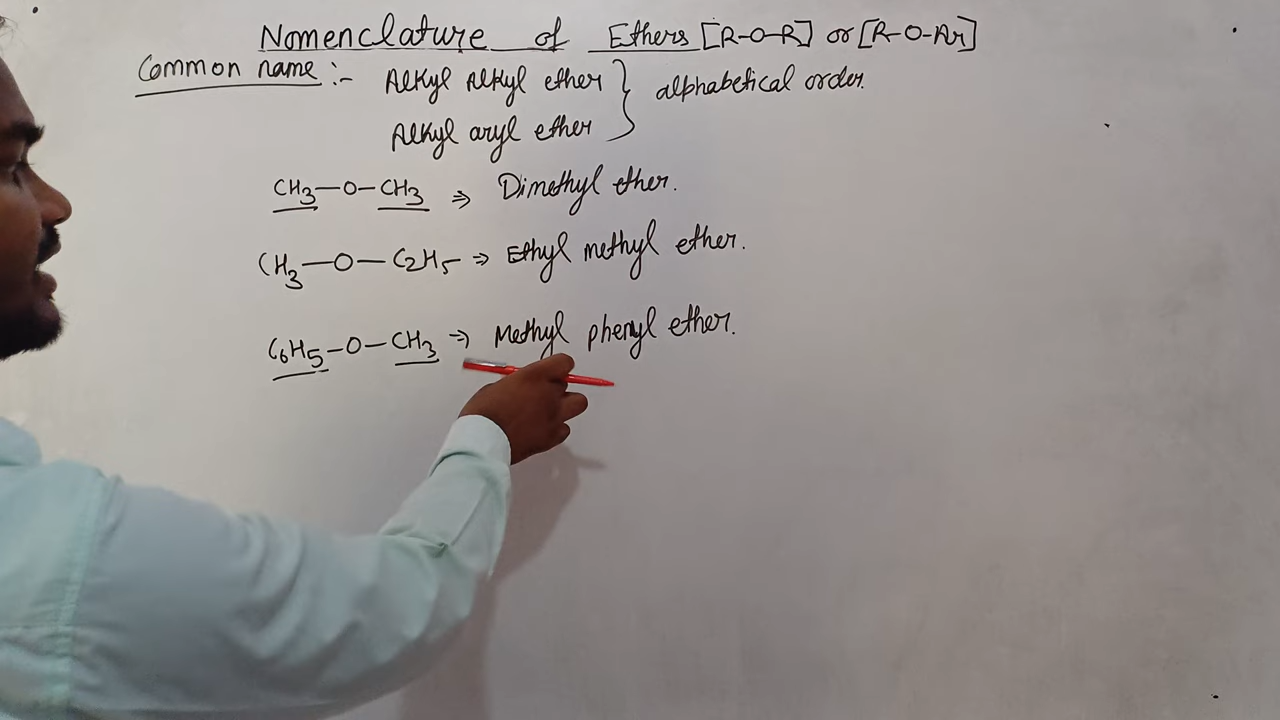 Nomenclature of Ethers [R-O-R] or [R-O-Ar]
Common name :- Alkyl Alkyl ether } alphabetical order.
Alkyl aryl ether
CH3-O-CH3 ⇒ Dimethyl ether.
CH3-O-C2H5 ⇒ Ethyl methyl ether.
C6H5-O-CH3 → Methyl phenyl ether.